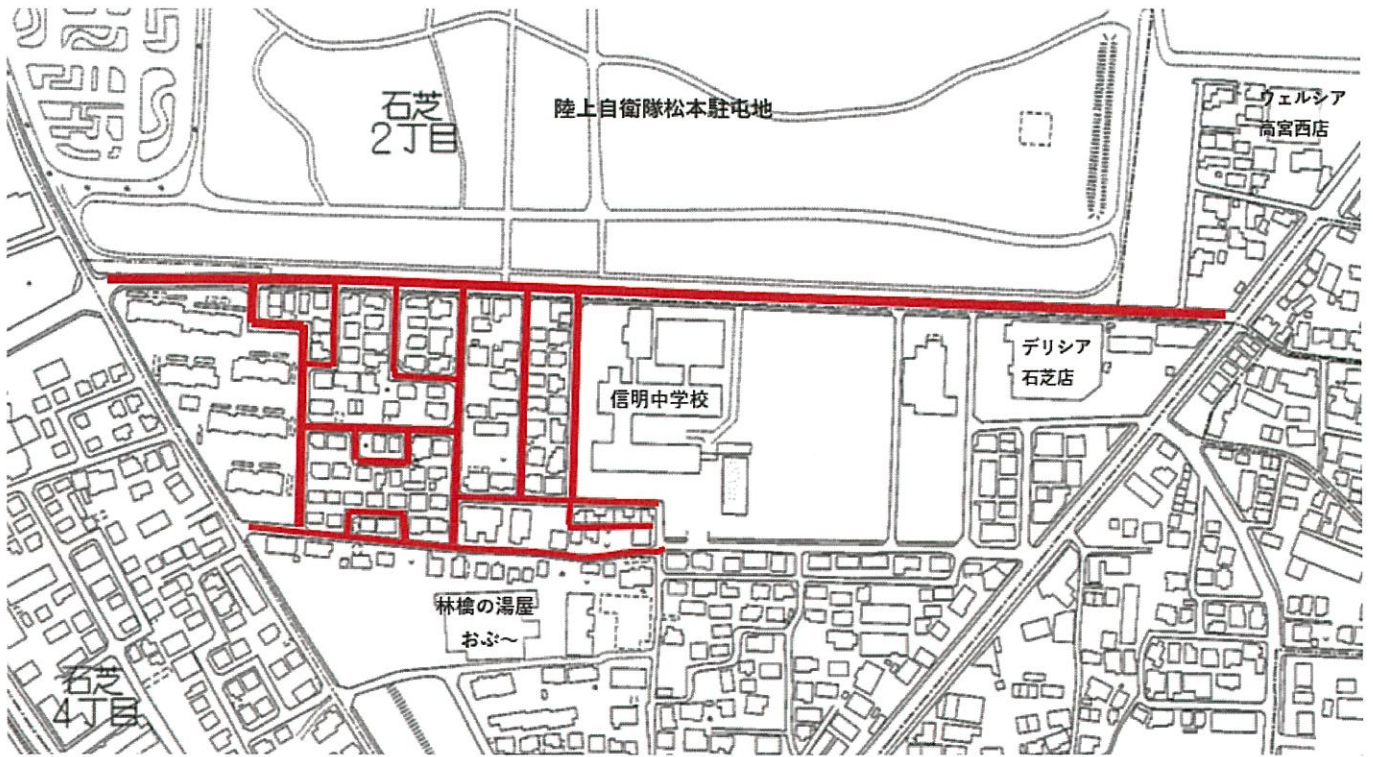 石芝
2丁目
陸上自衛隊松本駐屯地
ウェルシア
高宮西店
デリシア
石芝店
信明中学校
林檎の湯屋
おぶ～
石芝
4丁目